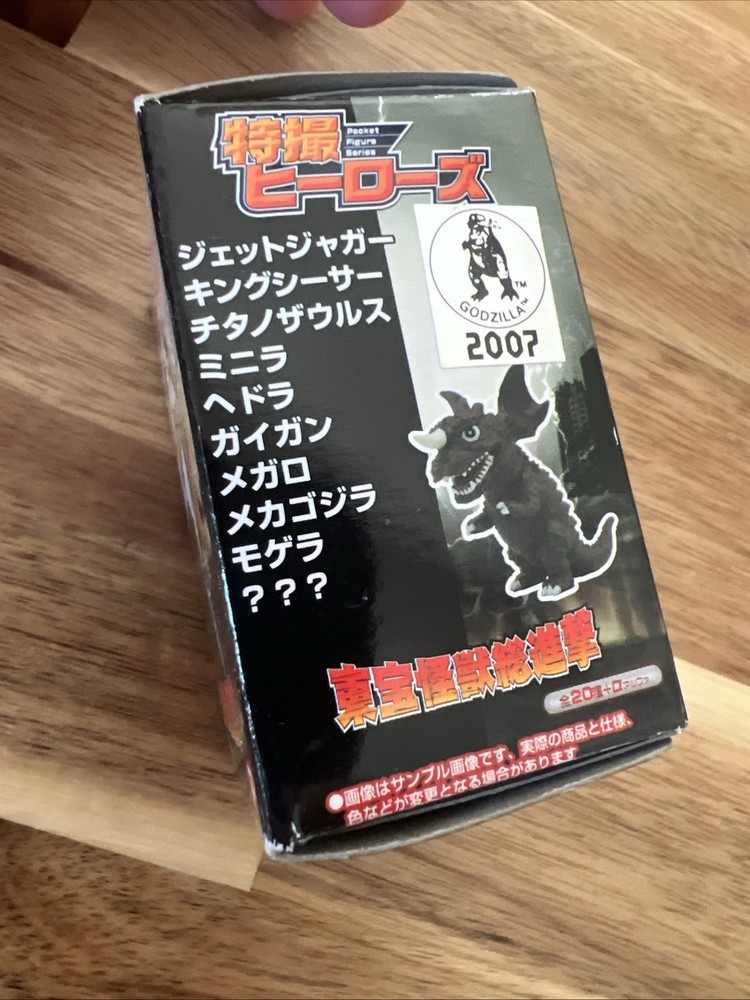 特撮
Pocket
Figure
Series
ヒーローズ
ジェットジャガー
キングシーサー
チタノザウルス
ミニラ
ヘドラ
ガイガン
メガロ
メカゴジラ
モゲラ
？？？
GODZILLA™
TM
2007
東宝怪獣総進撃
全20種+αアルファ
●画像はサンプル画像です、実際の商品と仕様、
色などが変更となる場合があります